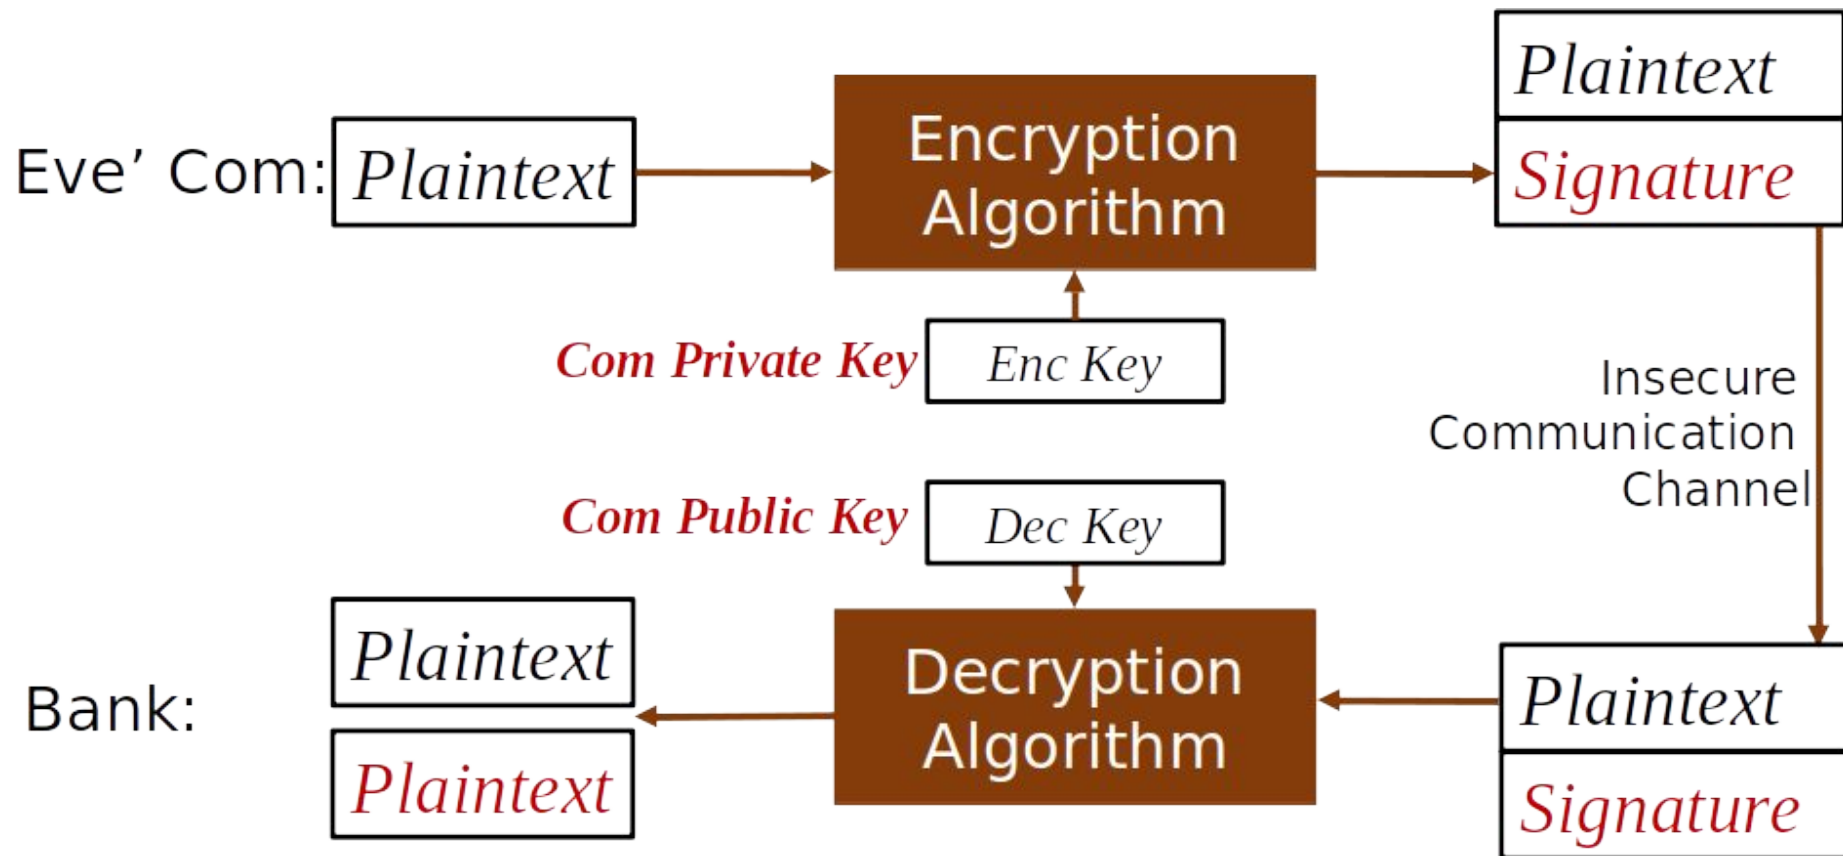 Plaintext
Eve’ Com:
Plaintext
Encryption
Algorithm
Signature
Com Private Key
Enc Key
Insecure
Communication
Channel
Com Public Key
Dec Key
Plaintext
Decryption
Algorithm
Plaintext
Bank:
Plaintext
Signature